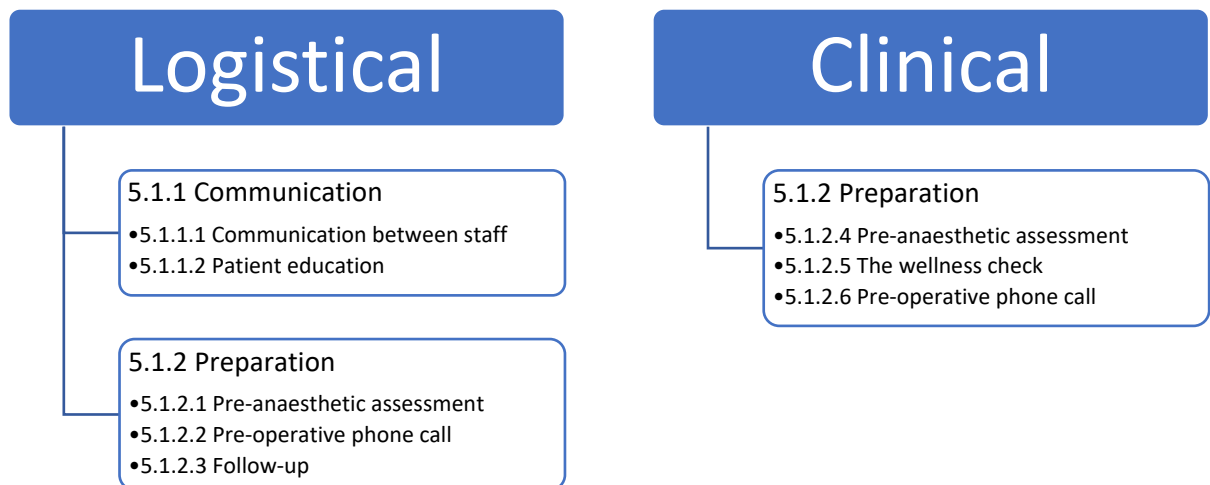 Logistical
5.1.1 Communication
•5.1.1.1 Communication between staff
•5.1.1.2 Patient education
5.1.2 Preparation
•5.1.2.1 Pre-anaesthetic assessment
•5.1.2.2 Pre-operative phone call
•5.1.2.3 Follow-up
Clinical
5.1.2 Preparation
•5.1.2.4 Pre-anaesthetic assessment
•5.1.2.5 The wellness check
•5.1.2.6 Pre-operative phone call